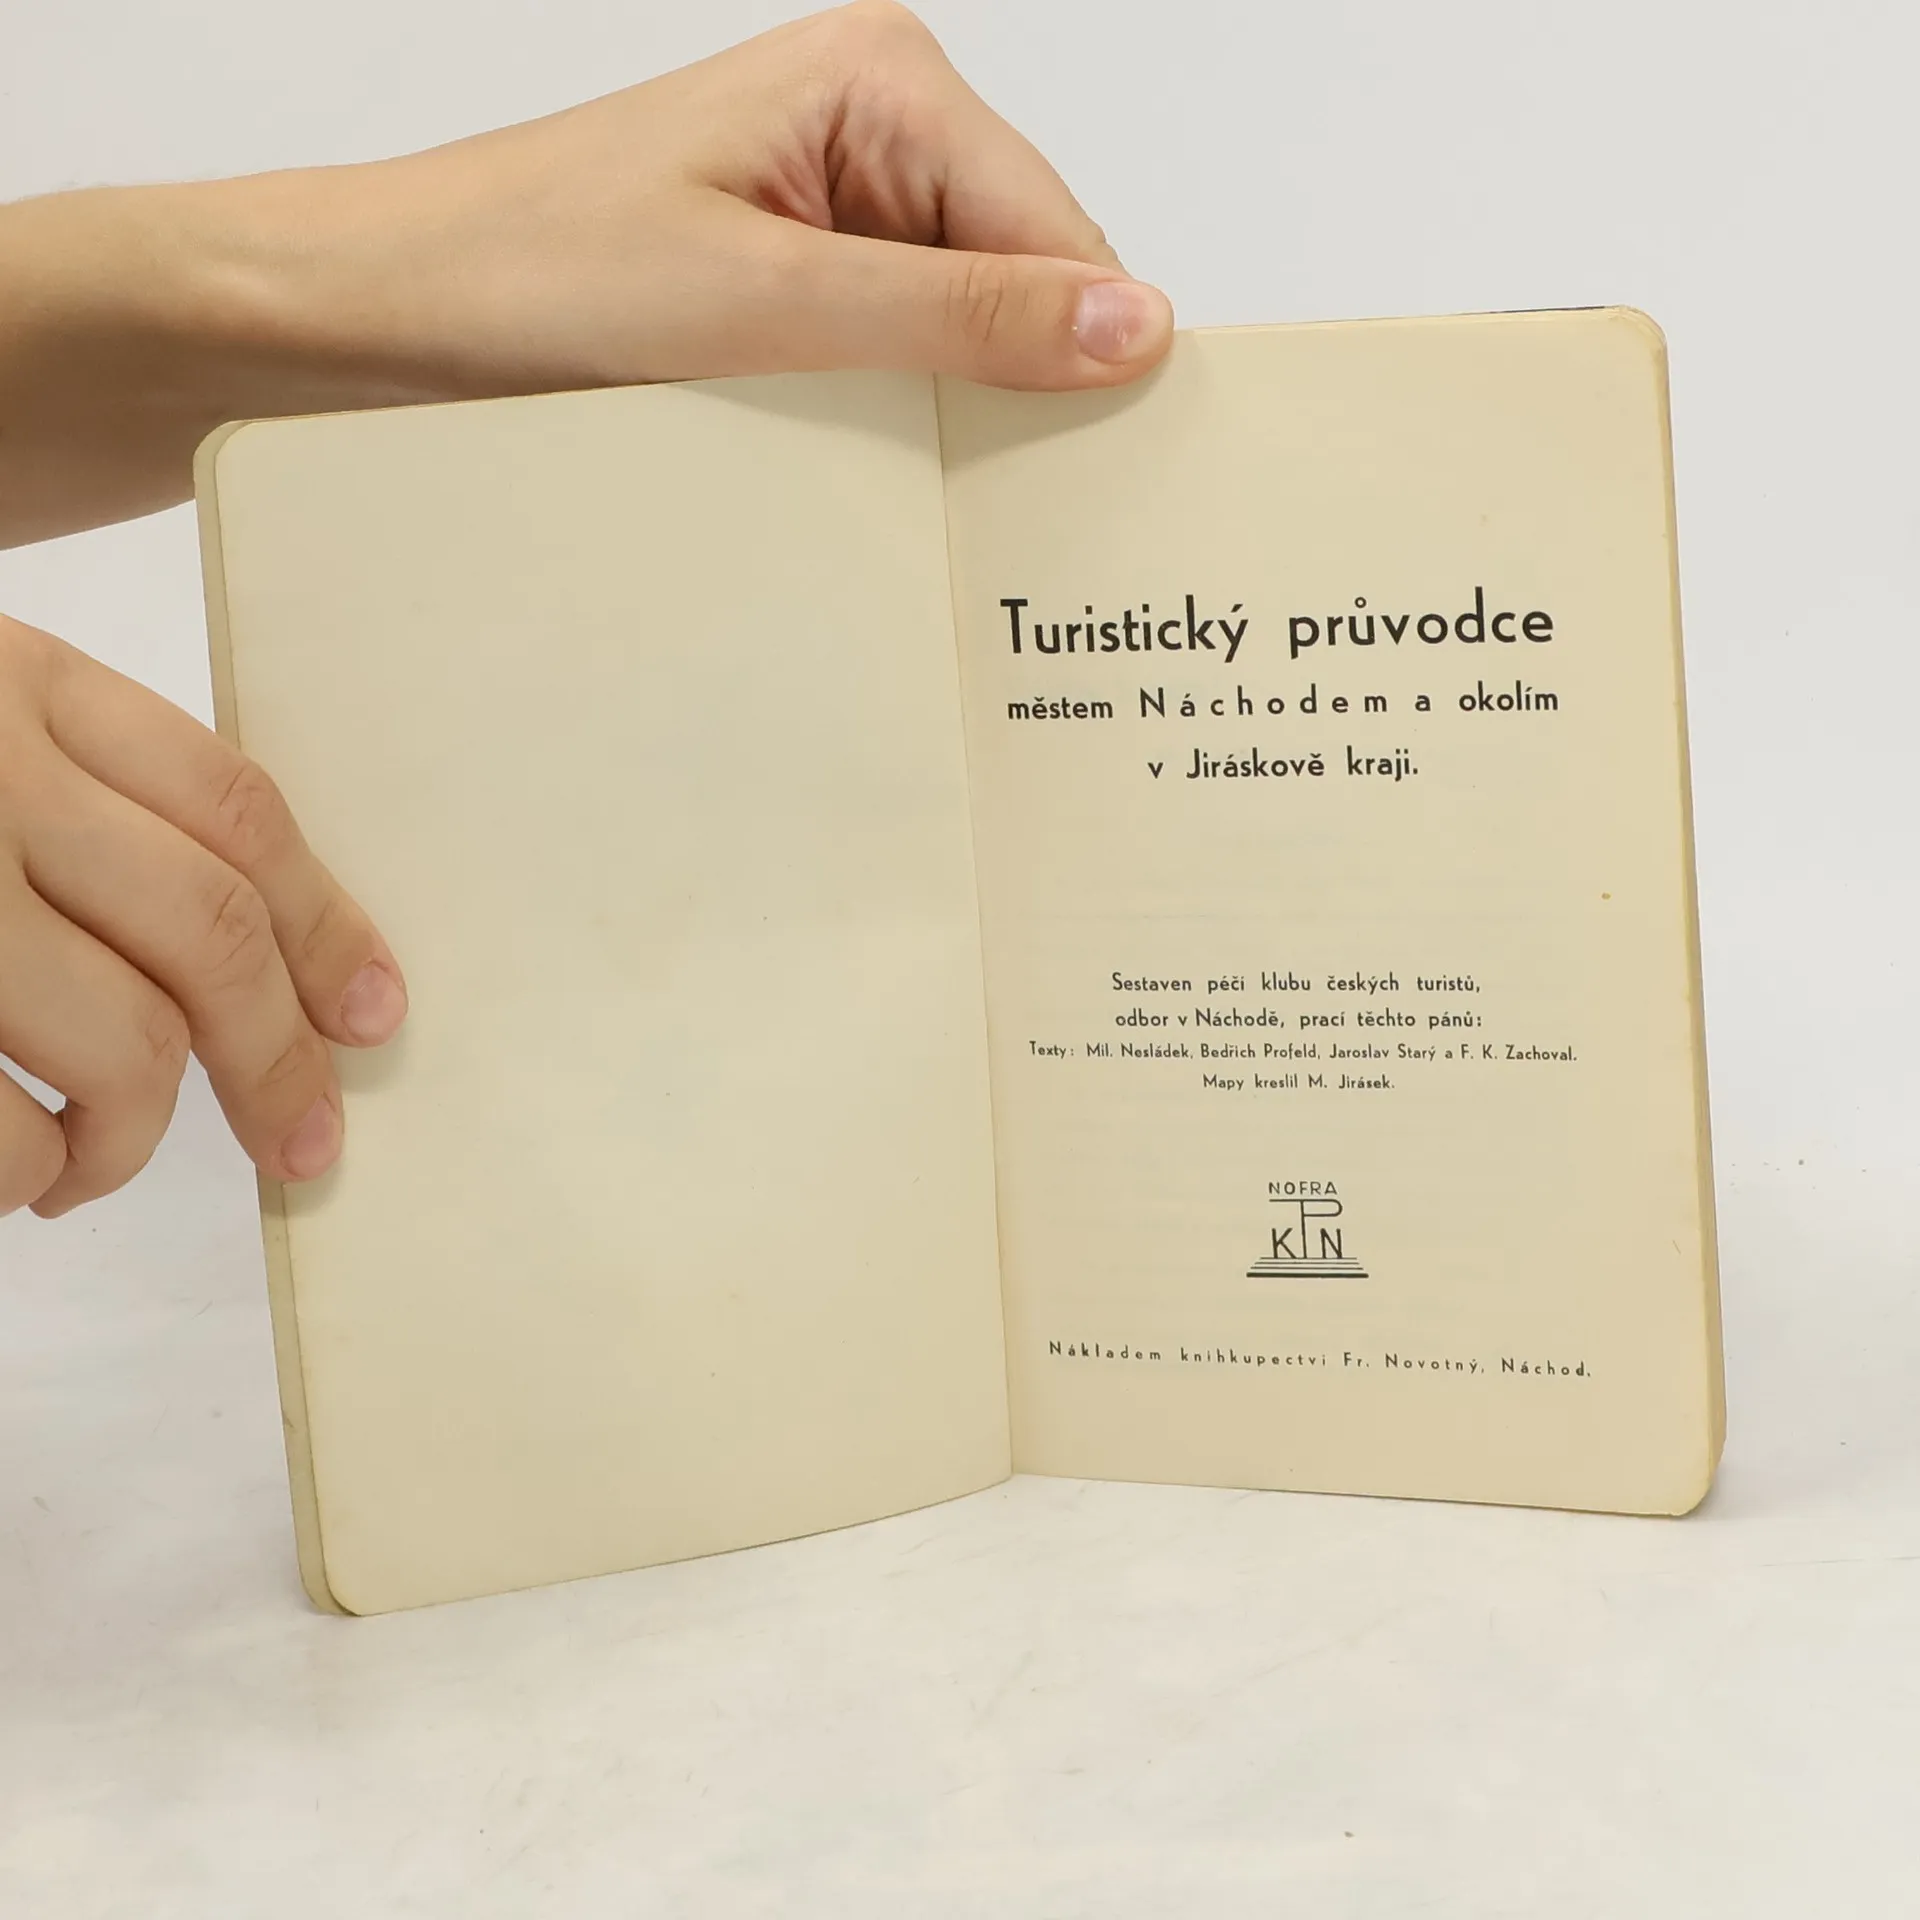 Turistický průvodce
městem Náchodem a okolím
v Jiráskově kraji.
Sestaven péčí klubu českých turistů,
odbor v Náchodě, prací těchto pánů:
Texty: Mil. Nesládek, Bedřich Profeld, Jaroslav Starý a F. K. Zachoval.
Mapy kreslil M. Jirásek.
NOFRA
KPN
Nákladem knihkupectví Fr. Novotný, Náchod.